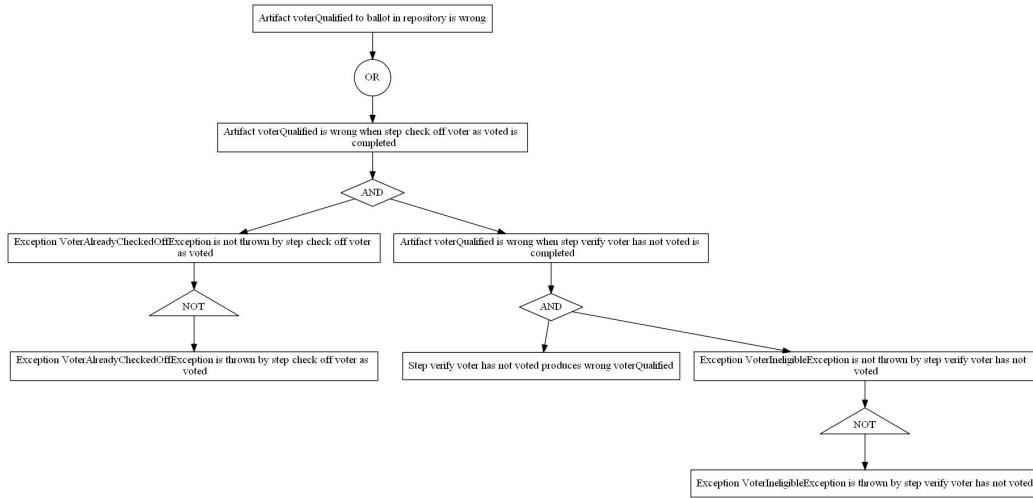 Artifact voterQualified to ballot in repository is wrong
OR
Artifact voterQualified is wrong when step check off voter as voted is
completed
AND
Exception VoterAlreadyCheckedOffException is not thrown by step check off voter
as voted
Artifact voterQualified is wrong when step verify voter has not voted is
completed
NOT
AND
Exception VoterAlreadyCheckedOffException is thrown by step check off voter as
voted
Step verify voter has not voted produces wrong voterQualified
Exception VoterIneligibleException is not thrown by step verify voter has not
voted
NOT
Exception VoterIneligibleException is thrown by step verify voter has not voted